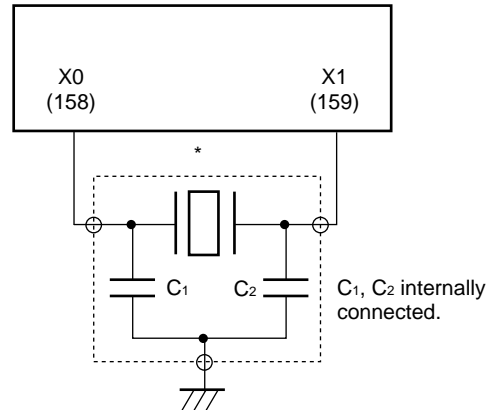 X0 X1
(158) (159)
*
C1 C2 C1, C2 internally
connected.